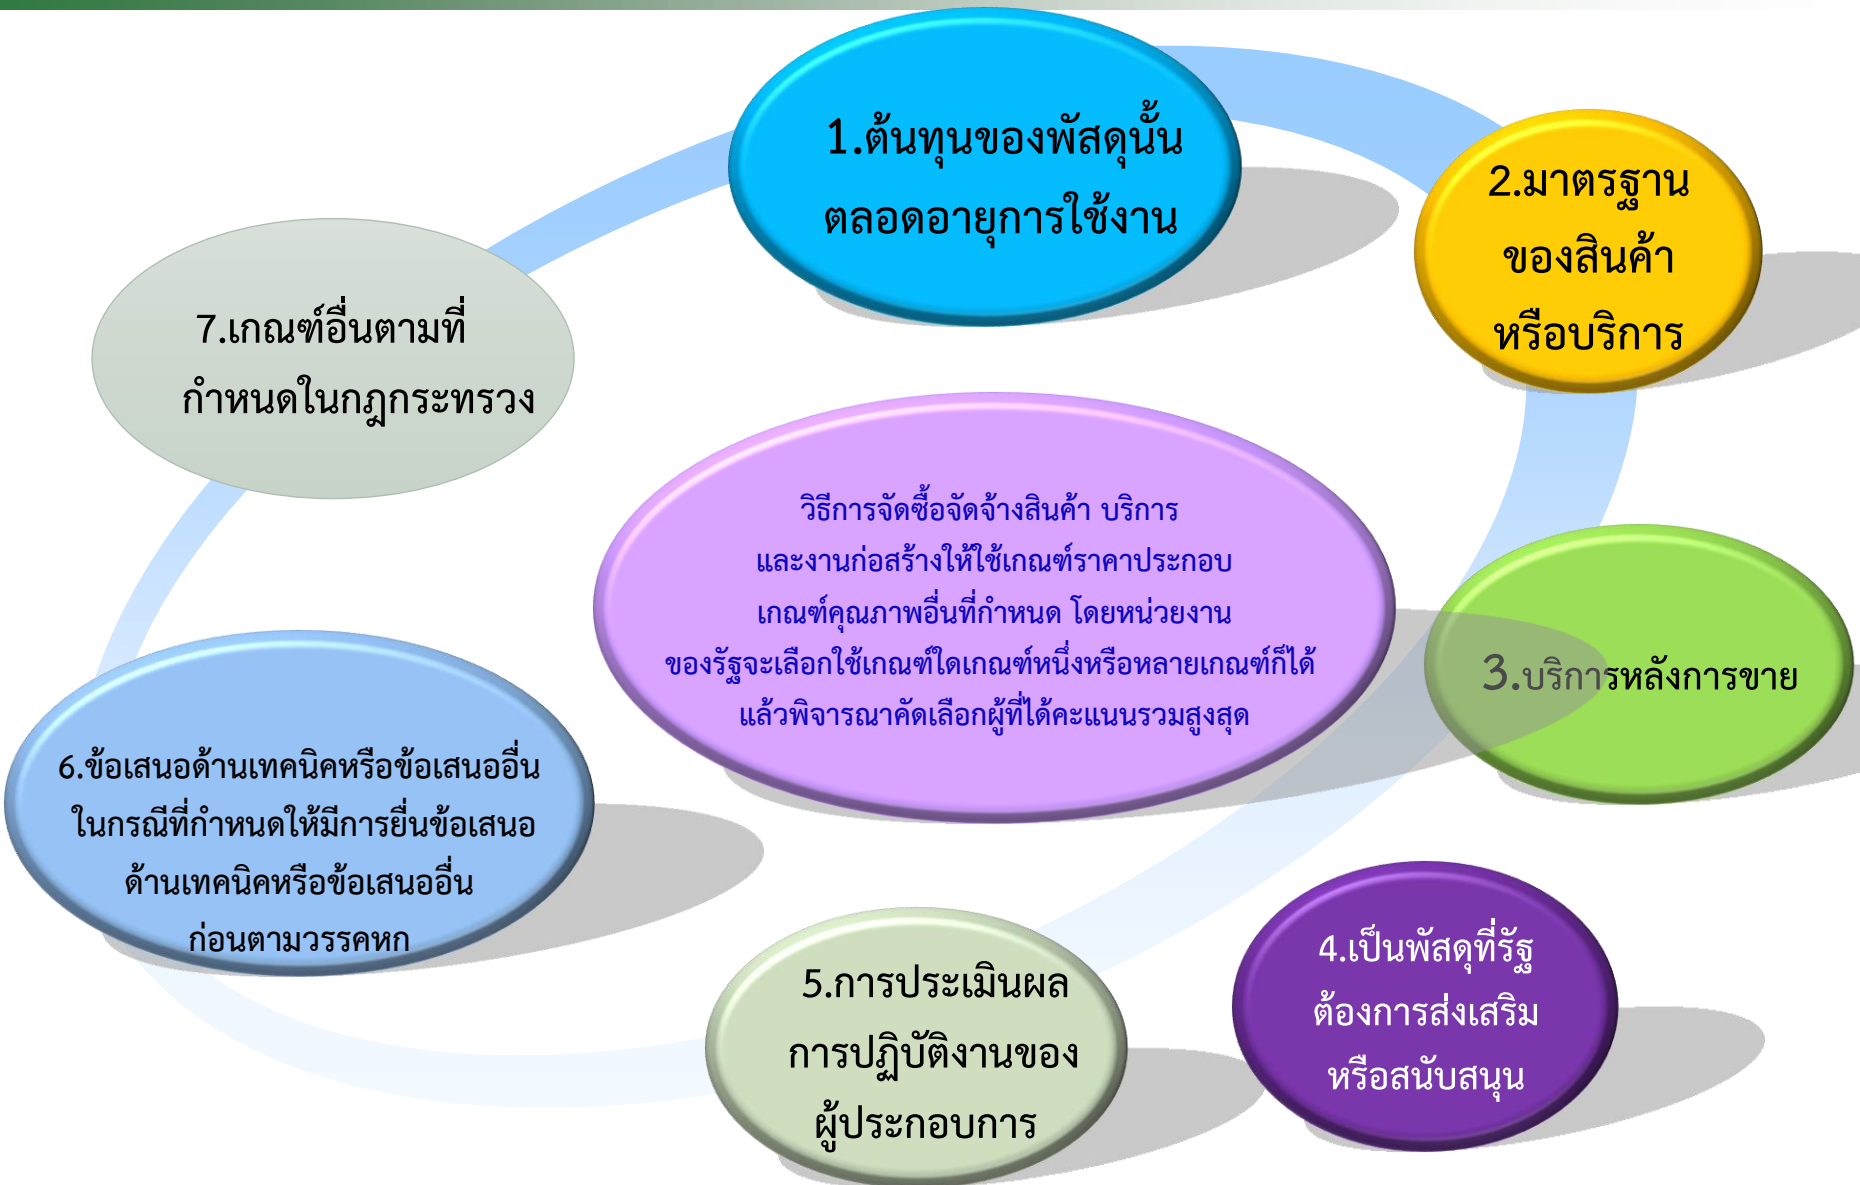 1.ต้นทุนของพัสดุนั้น
ตลอดอายุการใช้งาน
2.มาตรฐาน
ของสินค้า
หรือบริการ
3.บริการหลังการขาย
4.เป็นพัสดุที่รัฐ
ต้องการส่งเสริม
หรือสนับสนุน
5.การประเมินผล
การปฏิบัติงานของ
ผู้ประกอบการ
6.ข้อเสนอด้านเทคนิคหรือข้อเสนออื่น
ในกรณีที่กำหนดให้มีการยื่นข้อเสนอ
ด้านเทคนิคหรือข้อเสนออื่น
ก่อนตามวรรคหก
7.เกณฑ์อื่นตามที่
กำหนดในกฎกระทรวง
วิธีการจัดซื้อจัดจ้างสินค้า บริการ
และงานก่อสร้างให้ใช้เกณฑ์ราคาประกอบ
เกณฑ์คุณภาพอื่นที่กำหนด โดยหน่วยงาน
ของรัฐจะเลือกใช้เกณฑ์ใดเกณฑ์หนึ่งหรือหลายเกณฑ์ก็ได้
แล้วพิจารณาคัดเลือกผู้ที่ได้คะแนนรวมสูงสุด